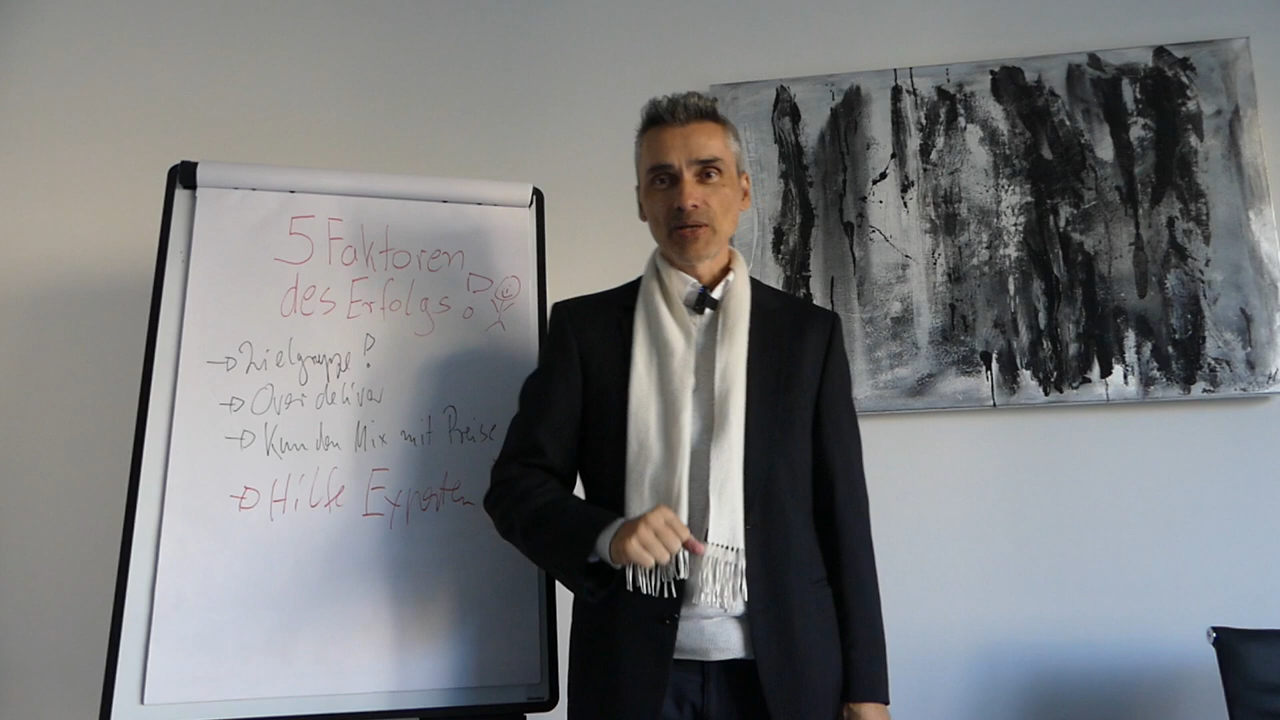 5 Faktoren
des Erfolgs!
→ Zielgruppe?
→ Over deliver
→ Kunden Mix mit Preise
→ Hilfe Experten